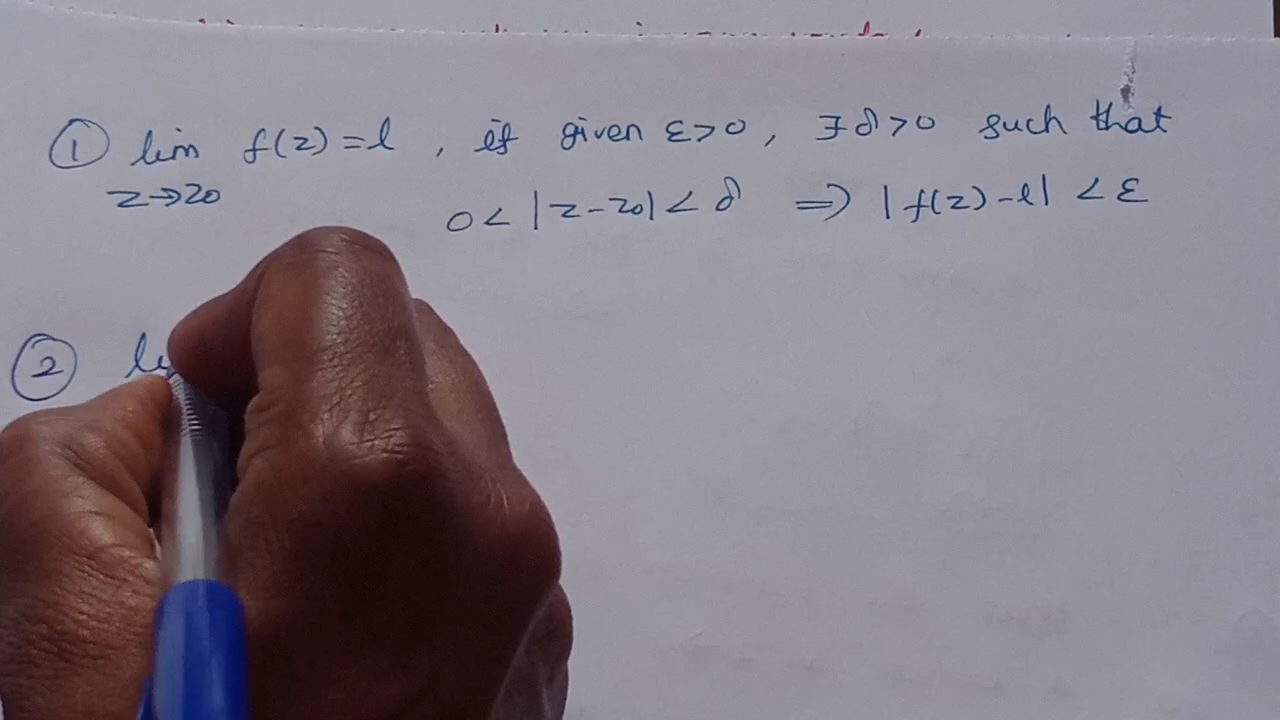 ① lim f(z) = l , if given ε>0, ∃ δ>0 such that
z→z0 0< |z-z0| < δ ⇒ |f(z)-l| < ε
②